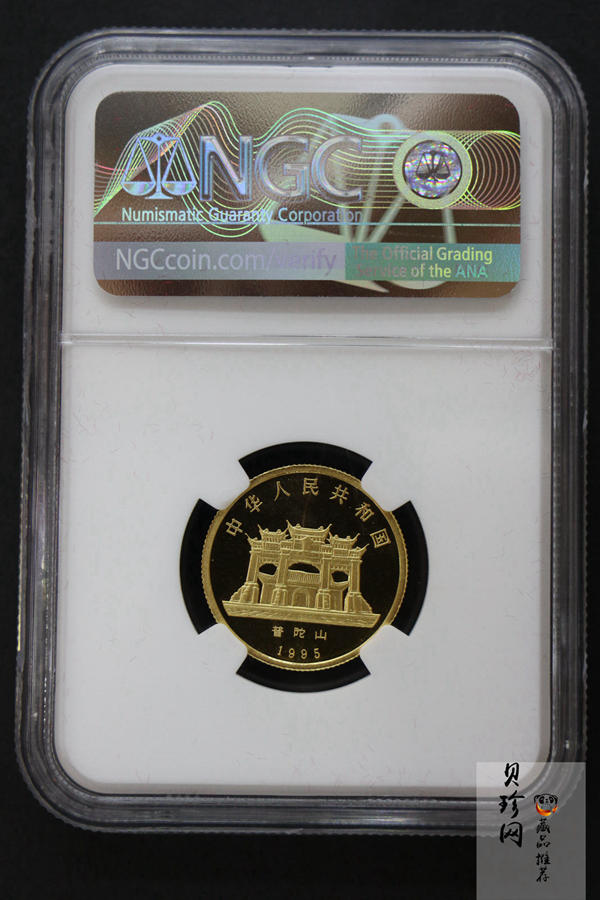 NGC
Numismatic Guaranty Corporation
NGCcoin.com/verify
The Official Grading
Service of the ANA
中华人民共和国
普陀山
1995
贝珍网
藏品推荐